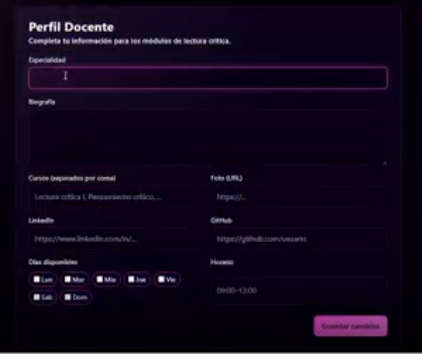 Perfil Docente
Completa tu información para los módulos de lectura crítica.
Especialidad
Biografía
Cursos (separados por coma)
Foto (URL)
Lectura crítica I, Pensamiento crítico, ...
https://...
LinkedIn
GitHub
https://www.linkedin.com/in/...
https://github.com/usuario
Días disponibles
Horario
Lun
Mar
Mié
Jue
Vie
09:00-13:00
Sab
Dom
Guardar cambios